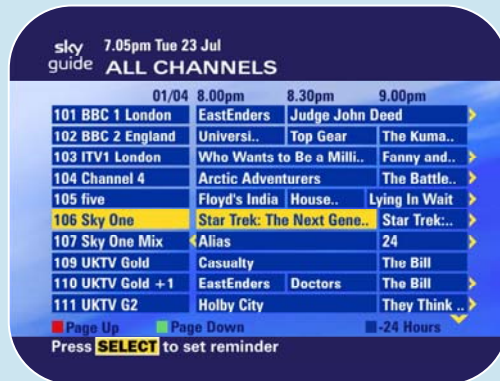 sky 7.05pm Tue 23 Jul
guide ALL CHANNELS
01/04 8.00pm 8.30pm 9.00pm
101 BBC 1 London EastEnders Judge John Deed
102 BBC 2 England Universi.. Top Gear The Kuma..
103 ITV1 London Who Wants to Be a Milli.. Fanny and..
104 Channel 4 Arctic Adventurers The Battle..
105 five Floyd's India House.. Lying In Wait
106 Sky One Star Trek: The Next Gene.. Star Trek:..
107 Sky One Mix Alias 24
109 UKTV Gold Casualty The Bill
110 UKTV Gold +1 EastEnders Doctors The Bill
111 UKTV G2 Holby City They Think ..
Page Up Page Down -24 Hours
Press SELECT to set reminder